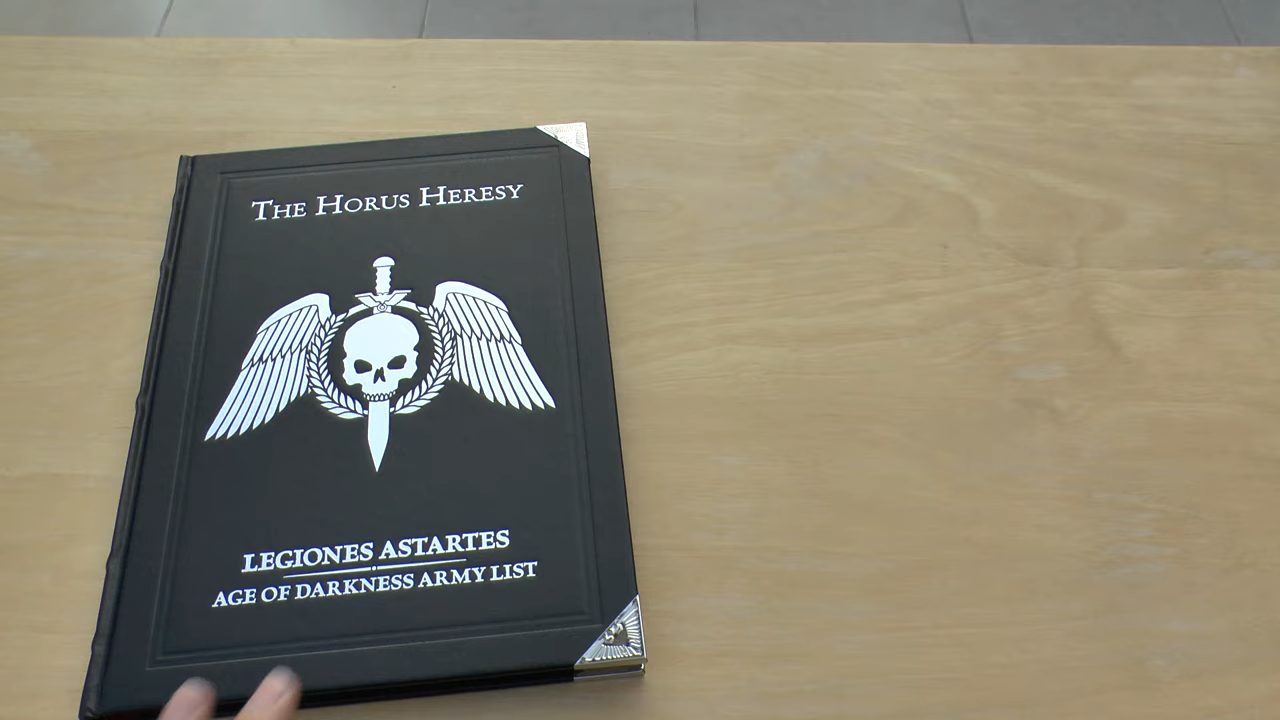 THE HORUS HERESY
LEGIONES ASTARTES
AGE OF DARKNESS ARMY LIST